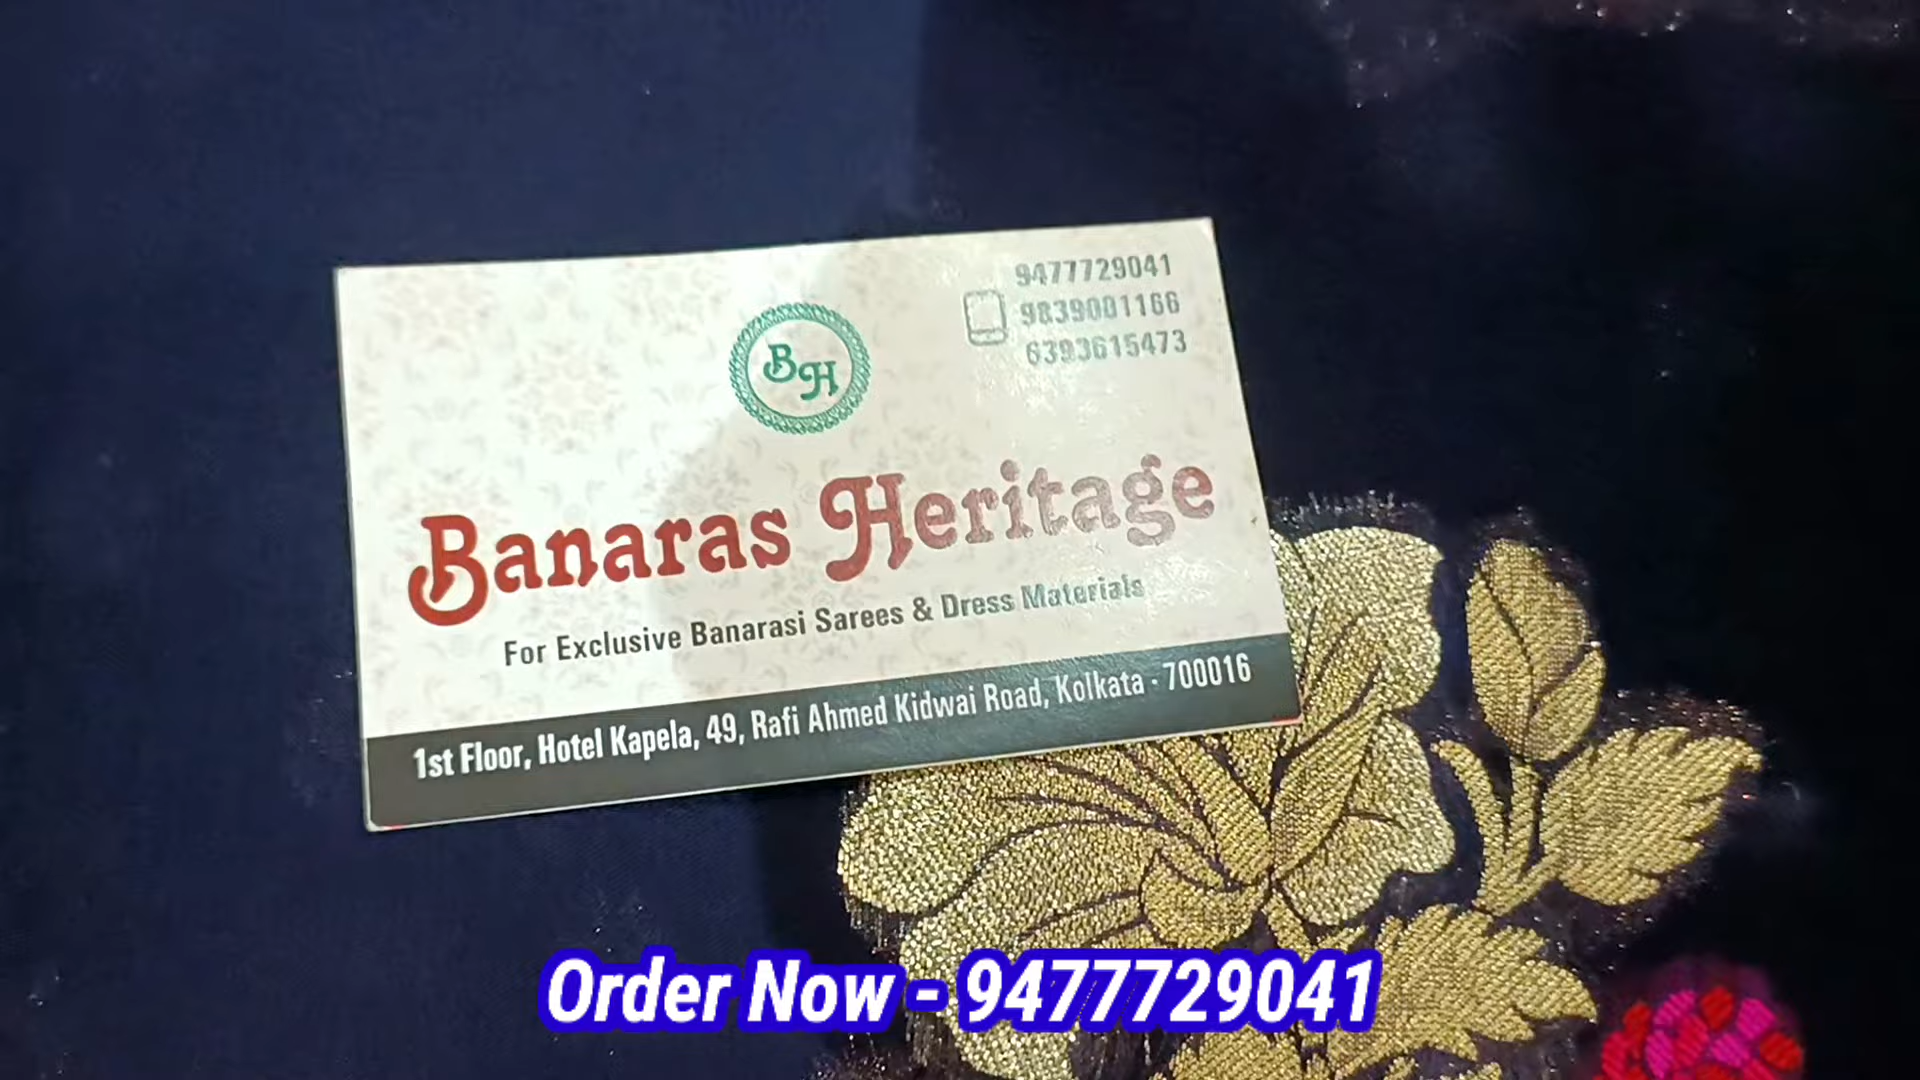 9477729041
9839001166
6393615473
BH
Banaras Heritage
For Exclusive Banarasi Sarees & Dress Materials
1st Floor, Hotel Kapela, 49, Rafi Ahmed Kidwai Road, Kolkata - 700016
Order Now - 9477729041